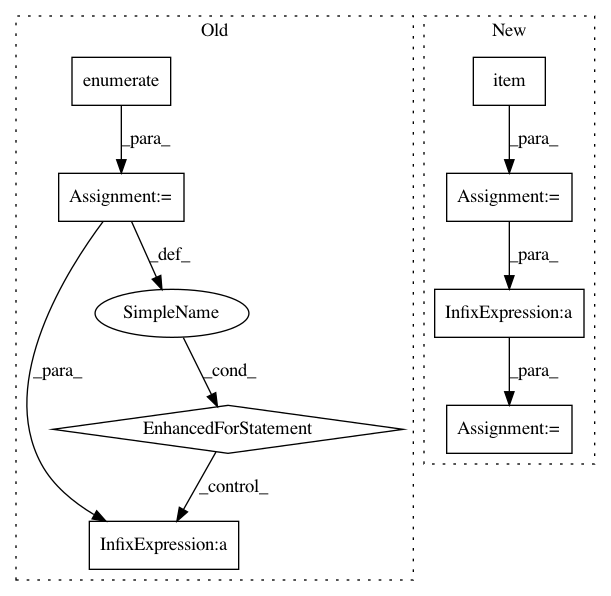 Old
New
enumerate
item
_para_
_para_
Assignment:=
Assignment:=
_def_
_para_
SimpleName
InfixExpression:a
_para_
_cond_
_para_
EnhancedForStatement
Assignment:=
_control_
InfixExpression:a